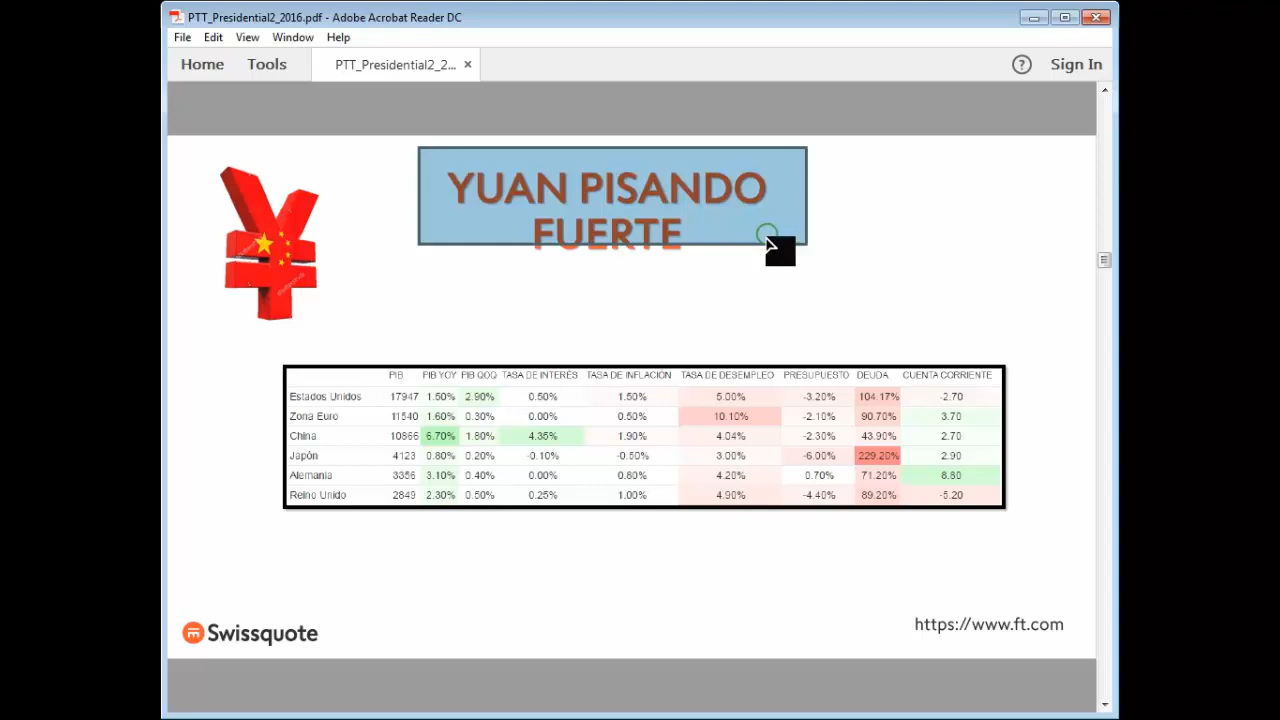 PTT_Presidential2_2016.pdf - Adobe Acrobat Reader DC
File Edit View Window Help
Home Tools PTT_Presidential2_2... × ? Sign In
YUAN PISANDO
FUERTE
PIB PIB YOY PIB QOQ TASA DE INTERÉS TASA DE INFLACIÓN TASA DE DESEMPLEO PRESUPUESTO DEUDA CUENTA CORRIENTE
Estados Unidos 17947 1.50% 2.90% 0.50% 1.50% 5.00% -3.20% 104.17% -2.70
Zona Euro 11540 1.60% 0.30% 0.00% 0.50% 10.10% -2.10% 90.70% 3.70
China 10866 6.70% 1.80% 4.35% 1.90% 4.04% -2.30% 43.90% 2.70
Japón 4123 0.80% 0.20% -0.10% -0.50% 3.00% -6.00% 229.20% 2.90
Alemania 3356 3.10% 0.40% 0.00% 0.80% 4.20% 0.70% 71.20% 8.80
Reino Unido 2849 2.30% 0.50% 0.25% 1.00% 4.90% -4.40% 89.20% -5.20
Swissquote
https://www.ft.com